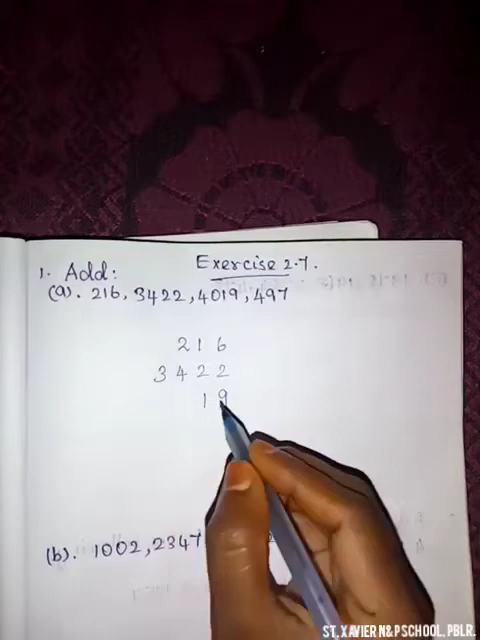 Exercise 2.7.
1. Add:
(a). 216, 3422, 4019, 497
2 1 6
3 4 2 2
1 9
(b). 1002, 2347
ST.XAVIER N&P SCHOOL, PBLR.